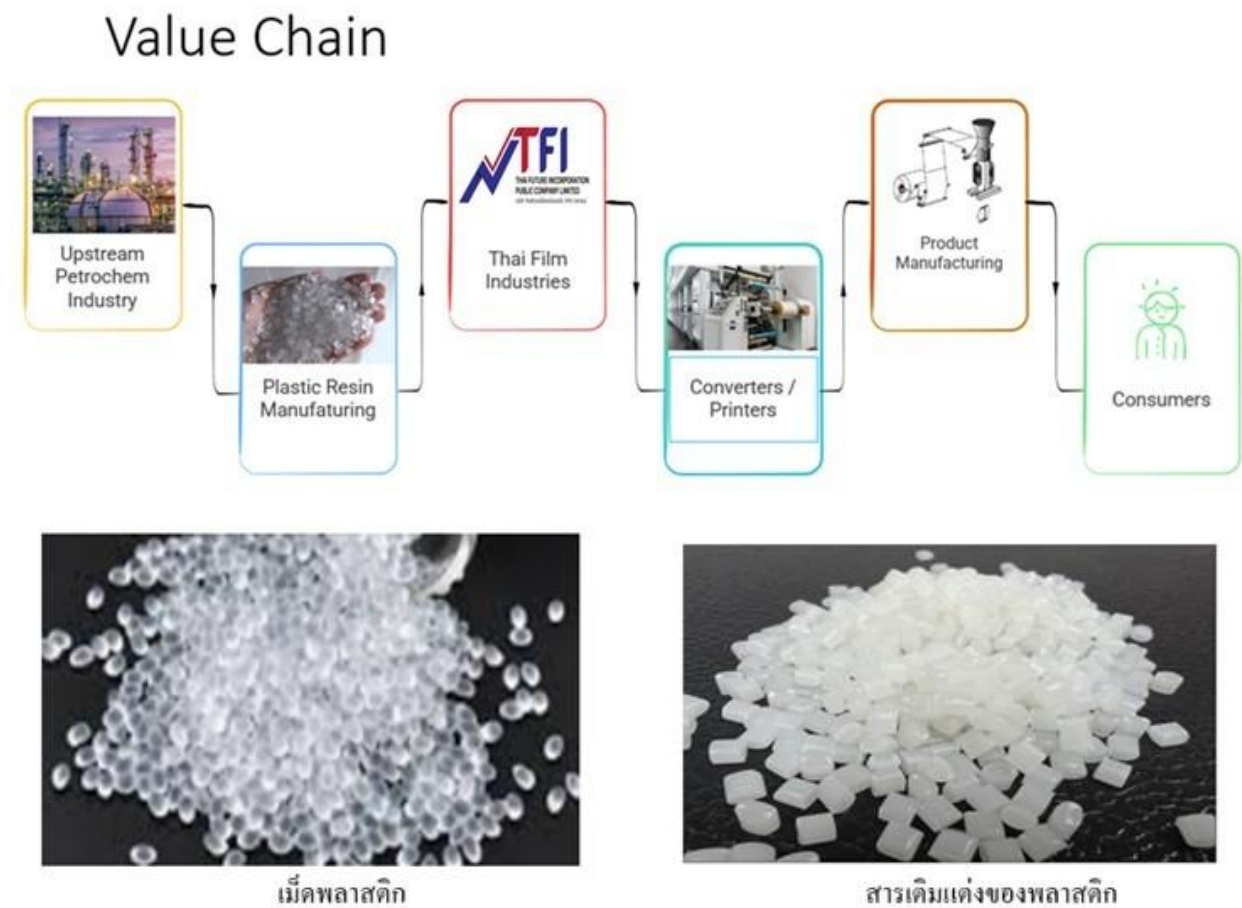 Value Chain
TFI
THAI FUTURE INCORPORATION
PUBLIC COMPANY LIMITED
Upstream
Petrochem
Industry
Plastic Resin
Manufaturing
Thai Film
Industries
Converters /
Printers
Product
Manufacturing
Consumers
เม็ดพลาสติก
สารเติมแต่งของพลาสติก